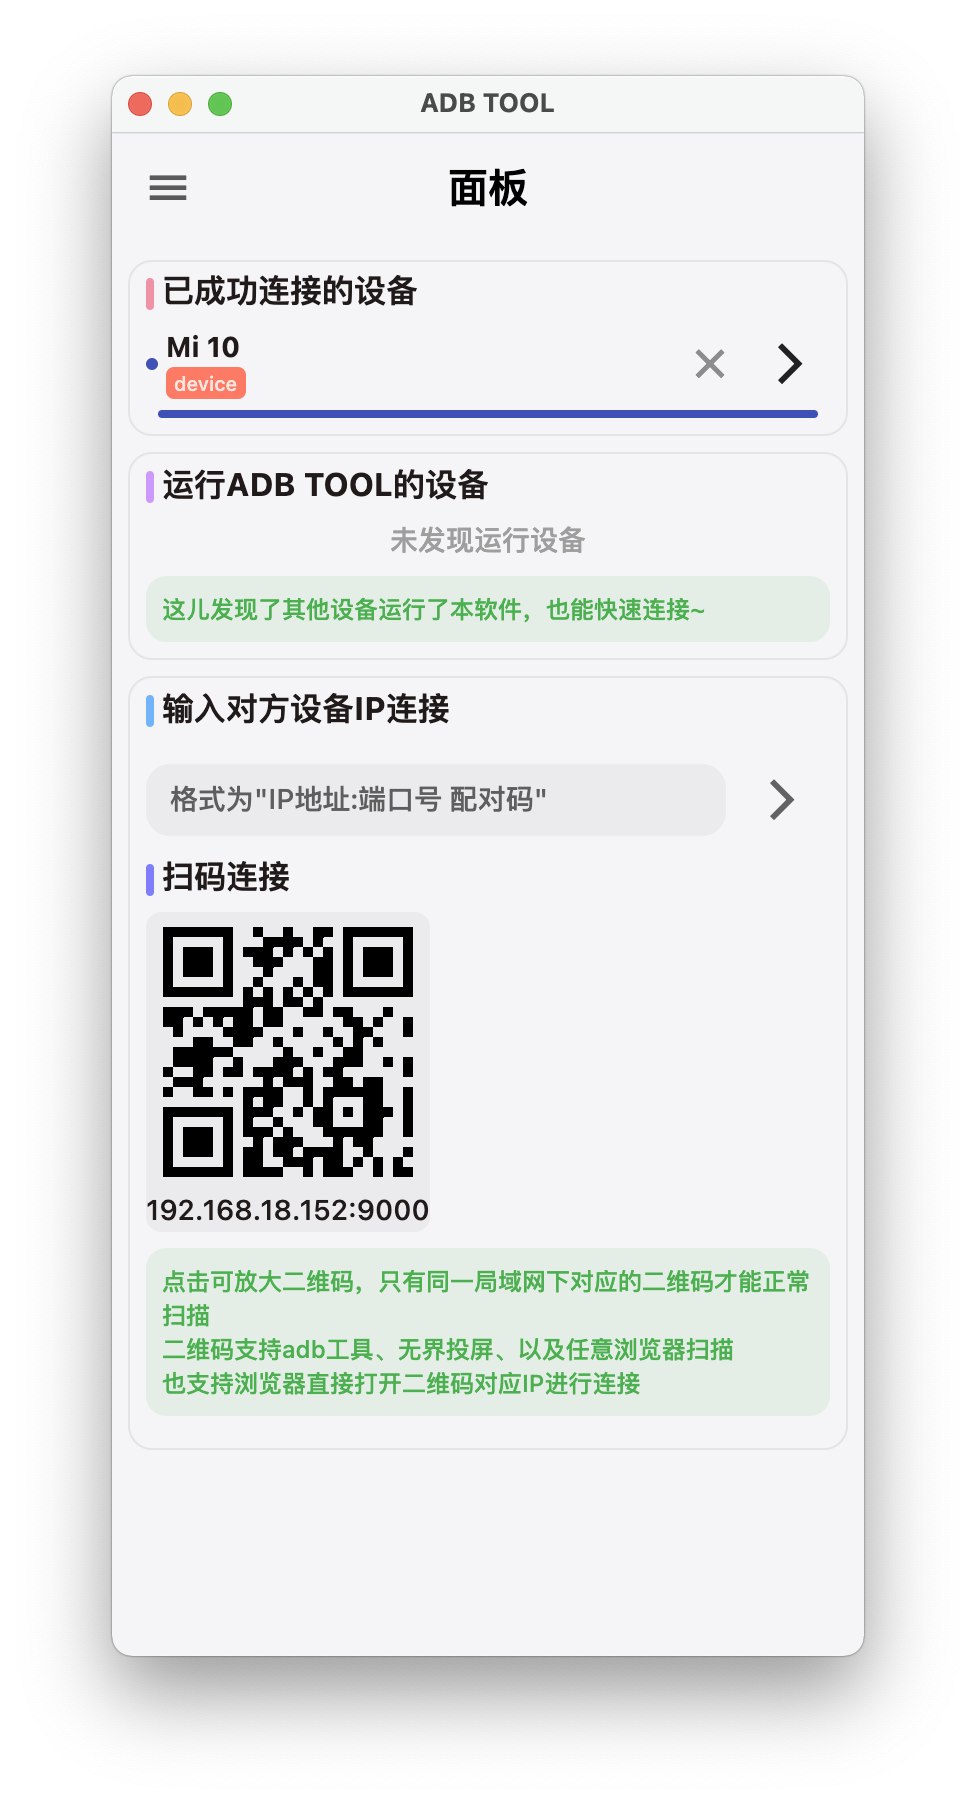 ADB TOOL
面板
已成功连接的设备
Mi 10
device
运行ADB TOOL的设备
未发现运行设备
这儿发现了其他设备运行了本软件，也能快速连接~
输入对方设备IP连接
格式为"IP地址:端口号 配对码"
扫码连接
192.168.18.152:9000
点击可放大二维码，只有同一局域网下对应的二维码才能正常
扫描
二维码支持adb工具、无界投屏、以及任意浏览器扫描
也支持浏览器直接打开二维码对应IP进行连接